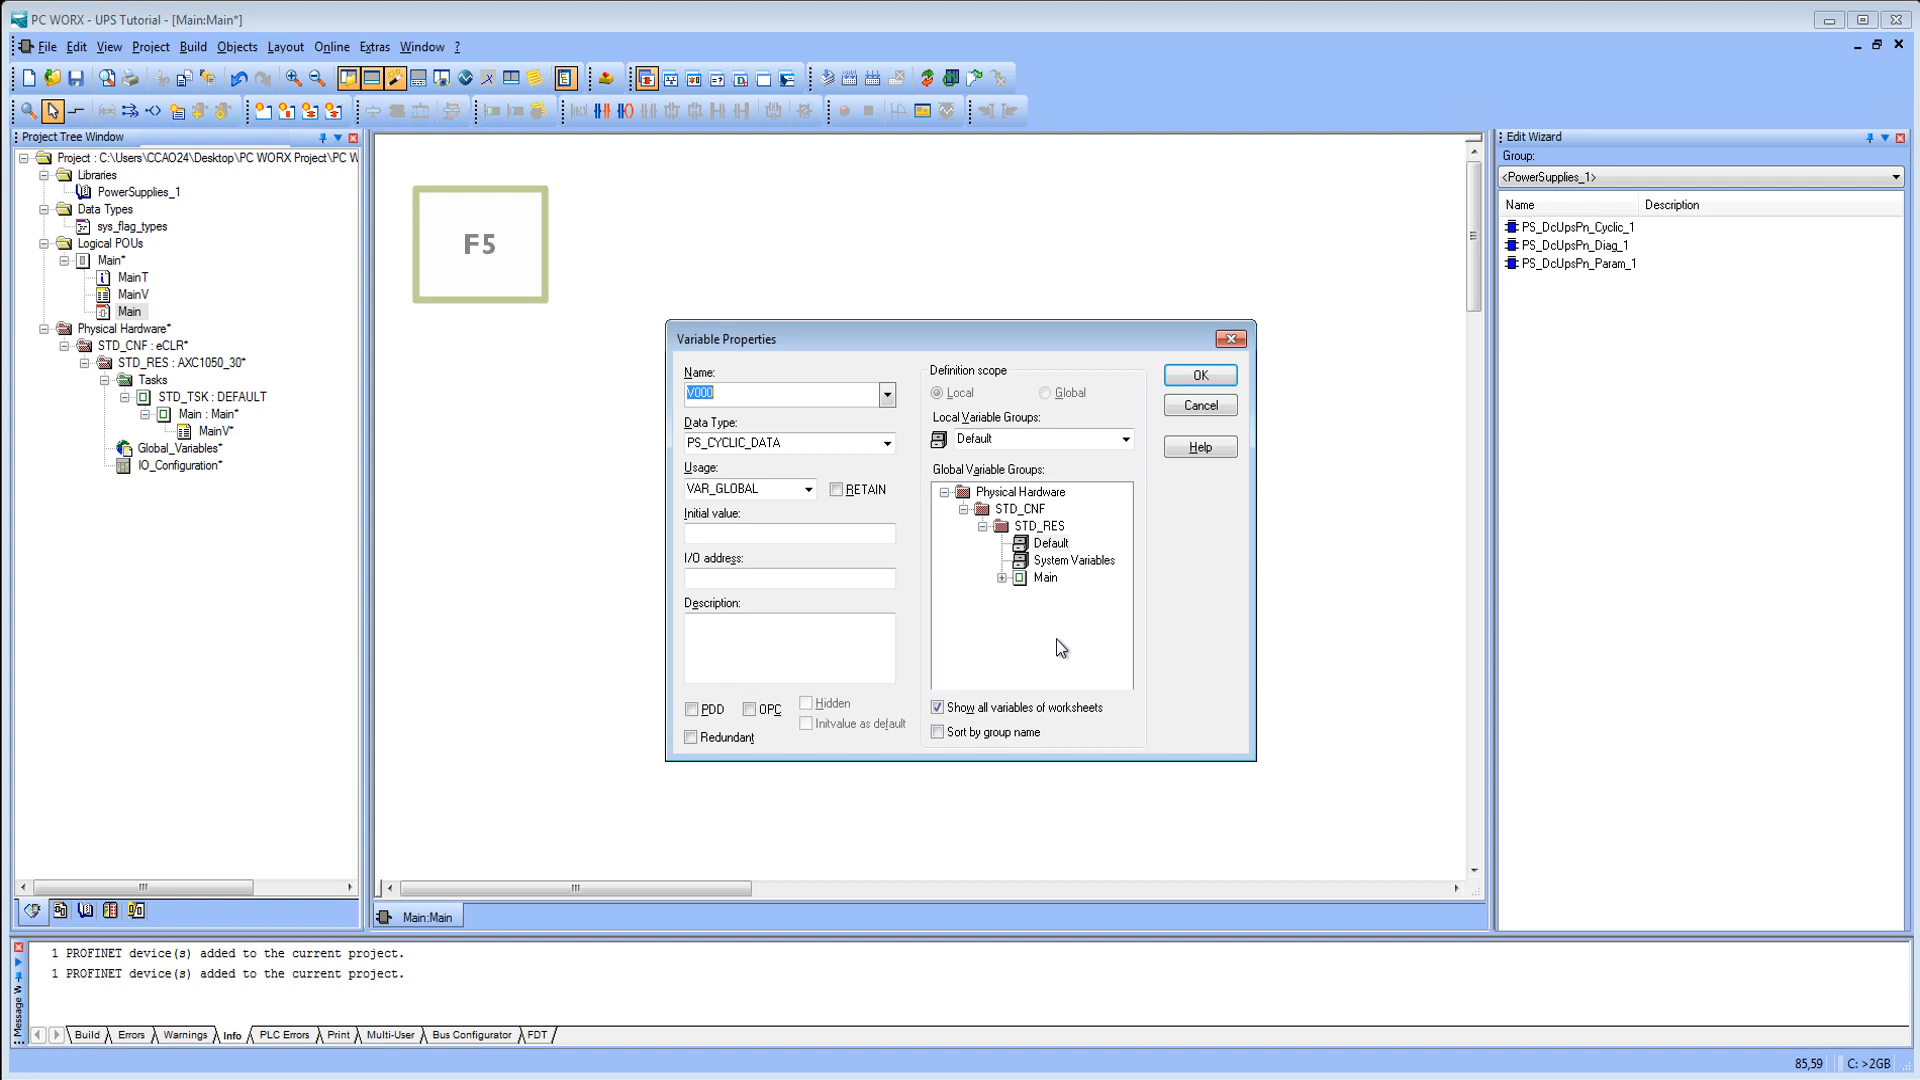 PC WORX - UPS Tutorial - [Main:Main*]
File Edit View Project Build Objects Layout Online Extras Window ?
Project Tree Window
Project : C:\Users\CCAO24\Desktop\PC WORX Project\PC W
Libraries
PowerSupplies_1
Data Types
sys_flag_types
Logical POUs
Main*
MainT
MainV
Main
Physical Hardware*
STD_CNF : eCLR*
STD_RES : AXC1050_30*
Tasks
STD_TSK : DEFAULT
Main : Main*
MainV*
Global_Variables*
IO_Configuration*
F5
Variable Properties
Name:
V000
Data Type:
PS_CYCLIC_DATA
Usage:
VAR_GLOBAL
RETAIN
Initial value:
I/O address:
Description:
PDD
OPC
Hidden
Initvalue as default
Redundant
Definition scope
Local
Global
Local Variable Groups:
Default
Global Variable Groups:
Physical Hardware
STD_CNF
STD_RES
Default
System Variables
Main
Show all variables of worksheets
Sort by group name
OK
Cancel
Help
Main:Main
Edit Wizard
Group:
<PowerSupplies_1>
Name Description
PS_DcUpsPn_Cyclic_1
PS_DcUpsPn_Diag_1
PS_DcUpsPn_Param_1
1 PROFINET device(s) added to the current project.
1 PROFINET device(s) added to the current project.
Message W
Build Errors Warnings Info PLC Errors Print Multi-User Bus Configurator FDT
85,59 C: >2GB